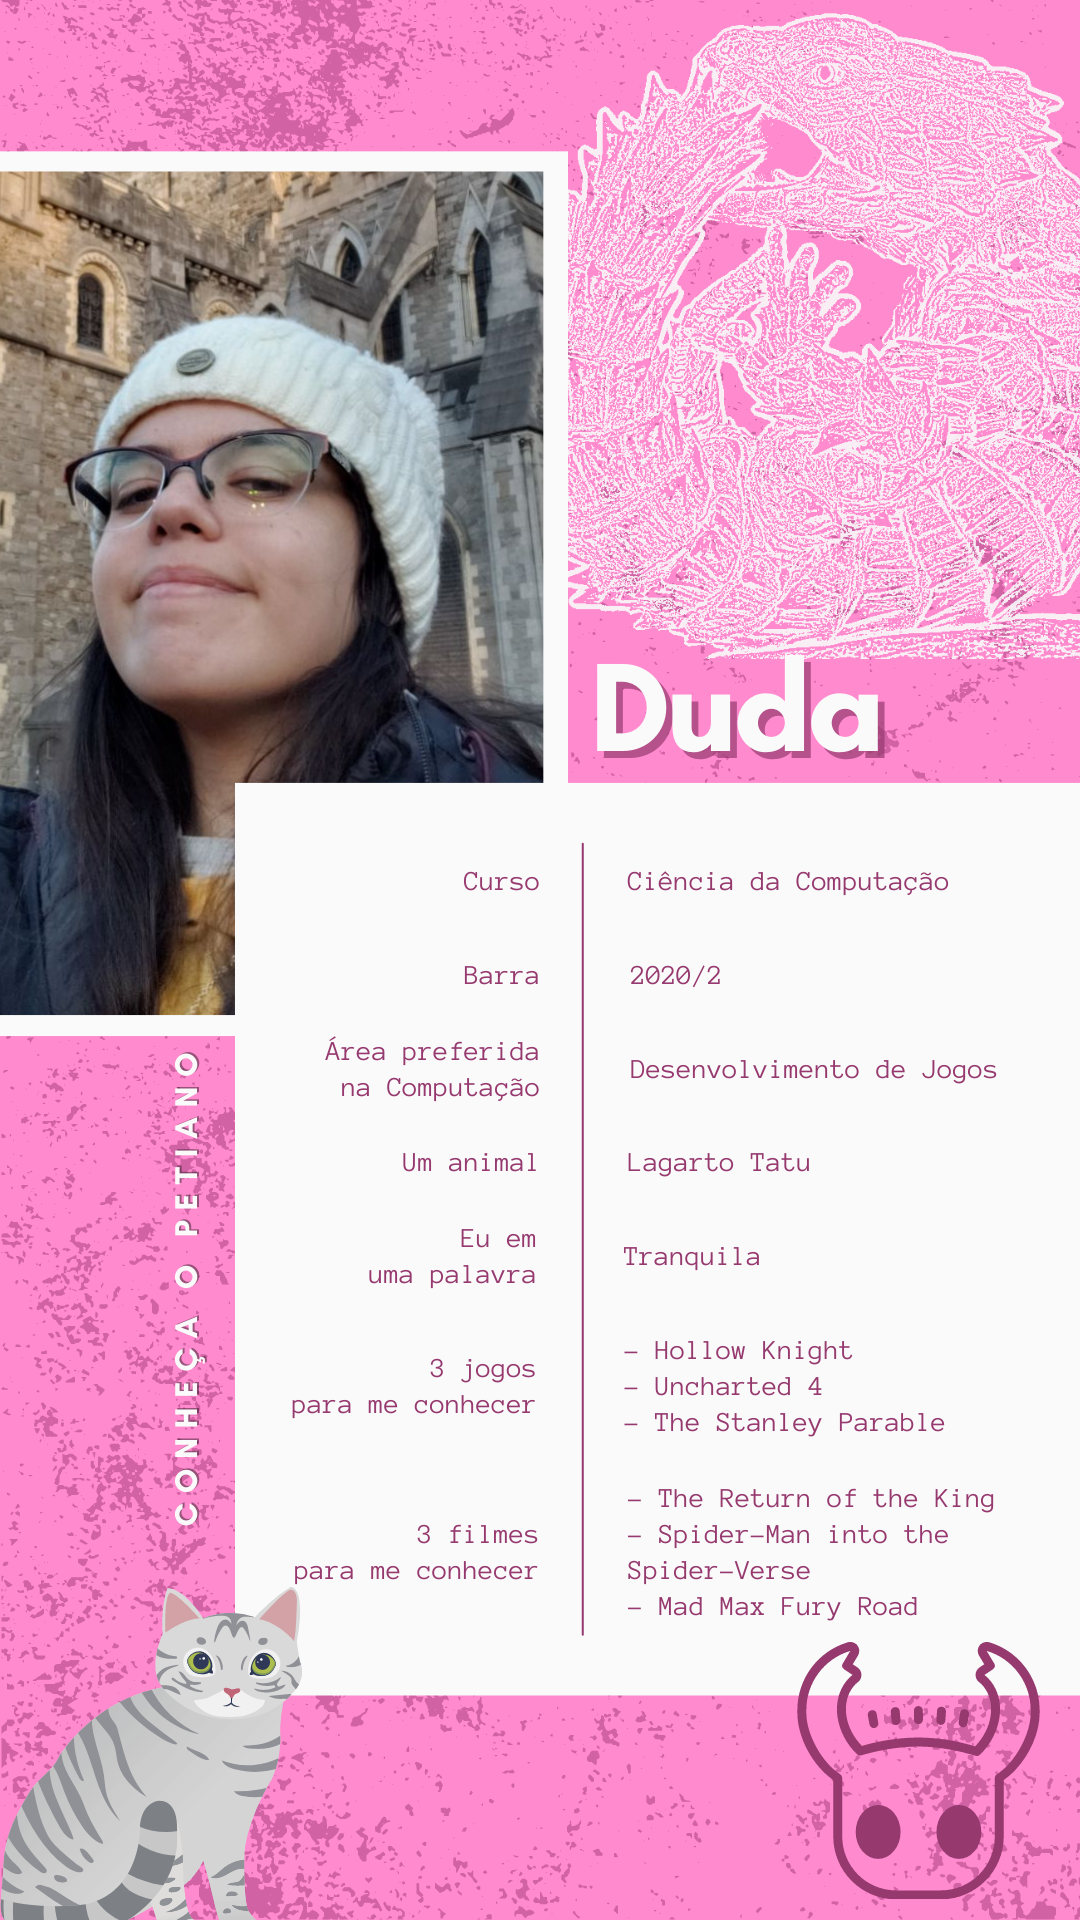 Duda
Curso
Ciência da Computação
Barra
2020/2
Área preferida
na Computação
Desenvolvimento de Jogos
Um animal
Lagarto Tatu
Eu em
uma palavra
Tranquila
3 jogos
para me conhecer
- Hollow Knight
- Uncharted 4
- The Stanley Parable
3 filmes
para me conhecer
- The Return of the King
- Spider-Man into the
Spider-Verse
- Mad Max Fury Road
CONHEÇA O PETIANO